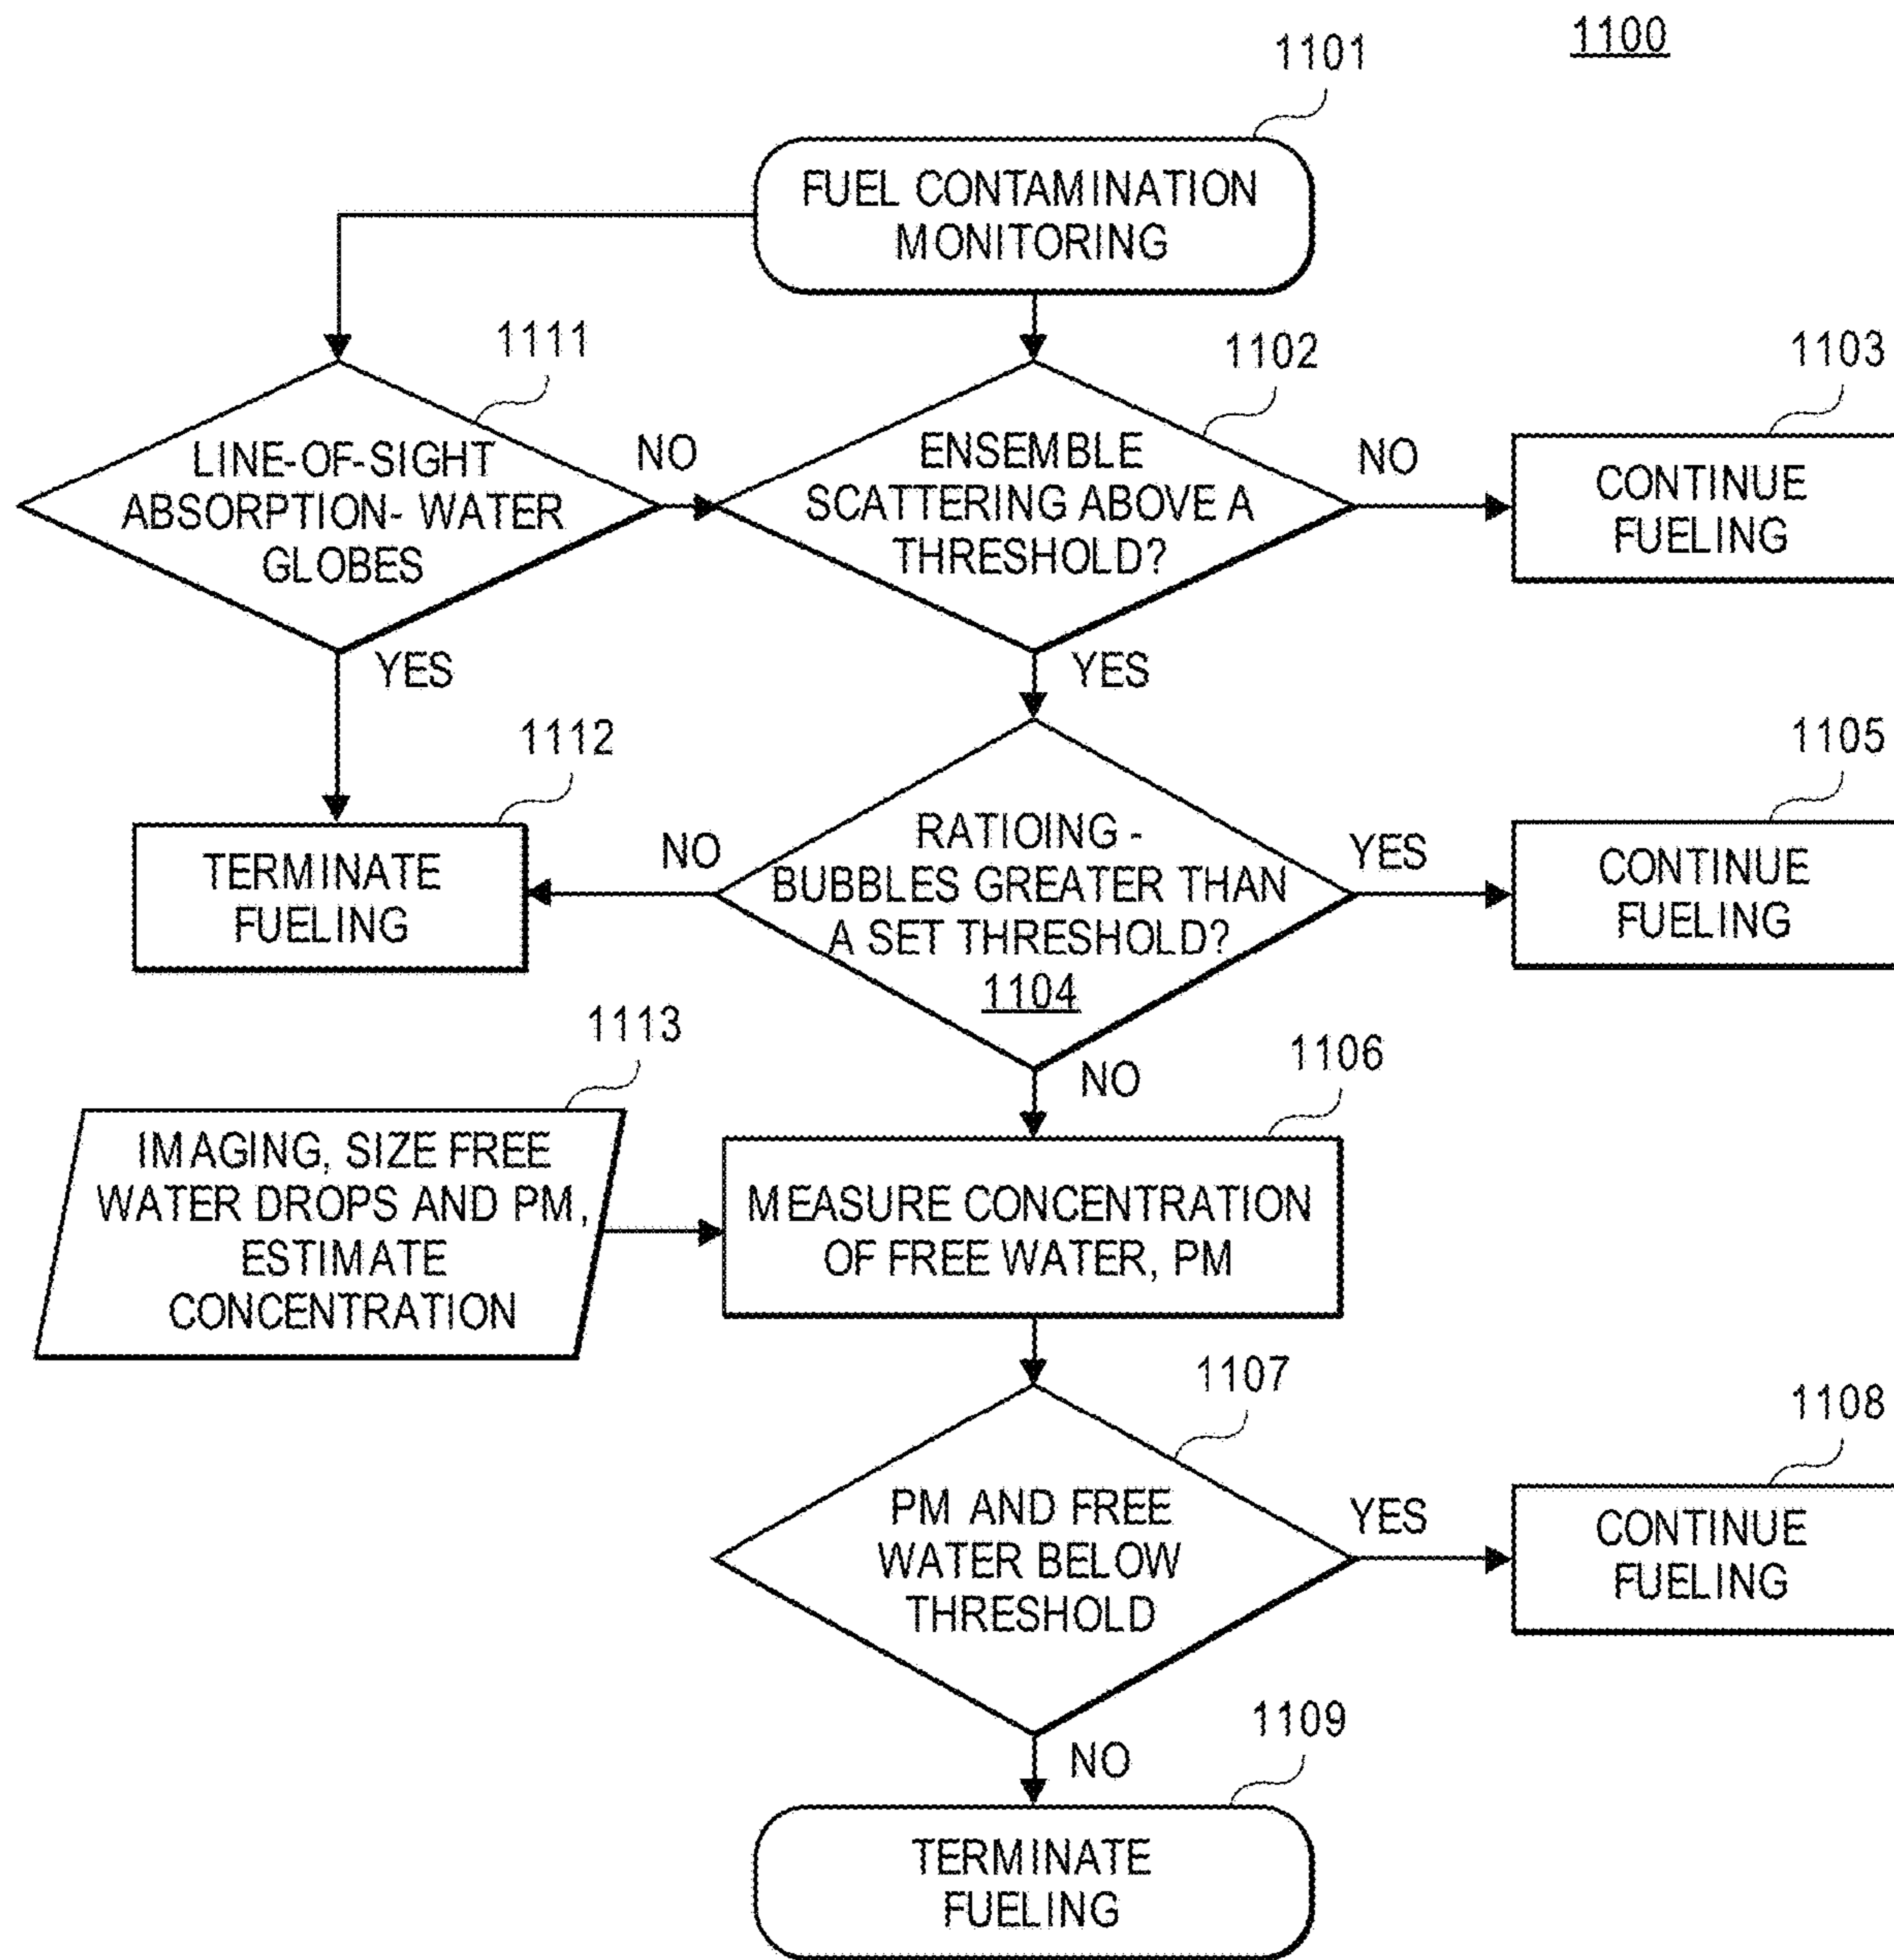 1100
1101
FUEL CONTAMINATION
MONITORING
1111
LINE-OF-SIGHT
ABSORPTION- WATER
GLOBES
NO
YES
1102
ENSEMBLE
SCATTERING ABOVE A
THRESHOLD?
NO
YES
1103
CONTINUE
FUELING
1112
TERMINATE
FUELING
NO
RATIOING -
BUBBLES GREATER THAN
A SET THRESHOLD?
1104
YES
NO
1105
CONTINUE
FUELING
1113
IMAGING, SIZE FREE
WATER DROPS AND PM,
ESTIMATE
CONCENTRATION
1106
MEASURE CONCENTRATION
OF FREE WATER, PM
1107
PM AND FREE
WATER BELOW
THRESHOLD
YES
NO
1108
CONTINUE
FUELING
1109
TERMINATE
FUELING